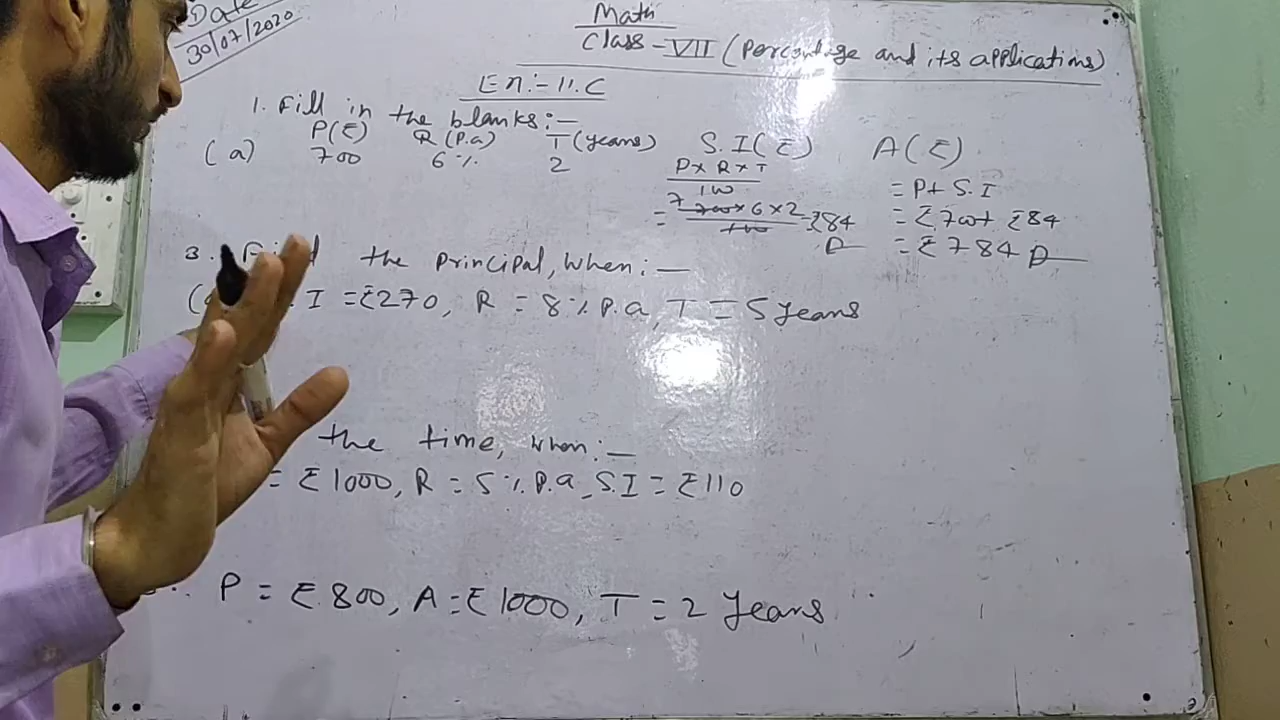 Date
30/07/2020
Math
Class - VII (Percentage and its applications)
Ex:- 11.C
1. Fill in the blanks:—
P(₹) R(P.a) T(years) S.I(₹) A(₹)
(a) 700 6% 2 P× R× T = P+ S.I
100
= 7 700×6×2 = ₹84 = ₹700+ ₹84
100
= ₹784
3. Find the Principal, when:—
I = ₹270, R = 8% P.a, T = 5 years
the time, when:—
= ₹1000, R = 5% P.a, S.I = ₹110
P = ₹800, A = ₹1000, T = 2 years